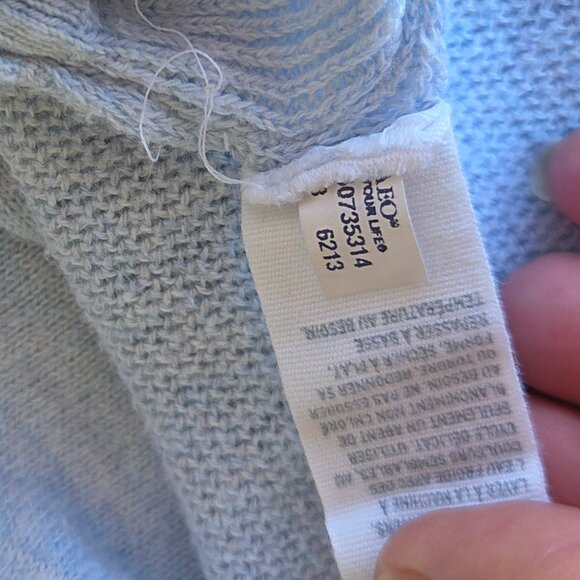 AEO®
YOUR LIFE®
0735314
6213
LAVER À LA MACHINE À
L'EAU FROIDE AVEC DES
COULEURS SEMBLABLES, AU
CYCLE DÉLICAT. UTILISER
SEULEMENT UN AGENT DE
BLANCHIMENT NON CHLORÉ
AU BESOIN. NE PAS ESSORER
OU TORDRE. REDONNER SA
FORME, SÉCHER À PLAT.
REPASSER À BASSE
TEMPÉRATURE AU BESOIN.